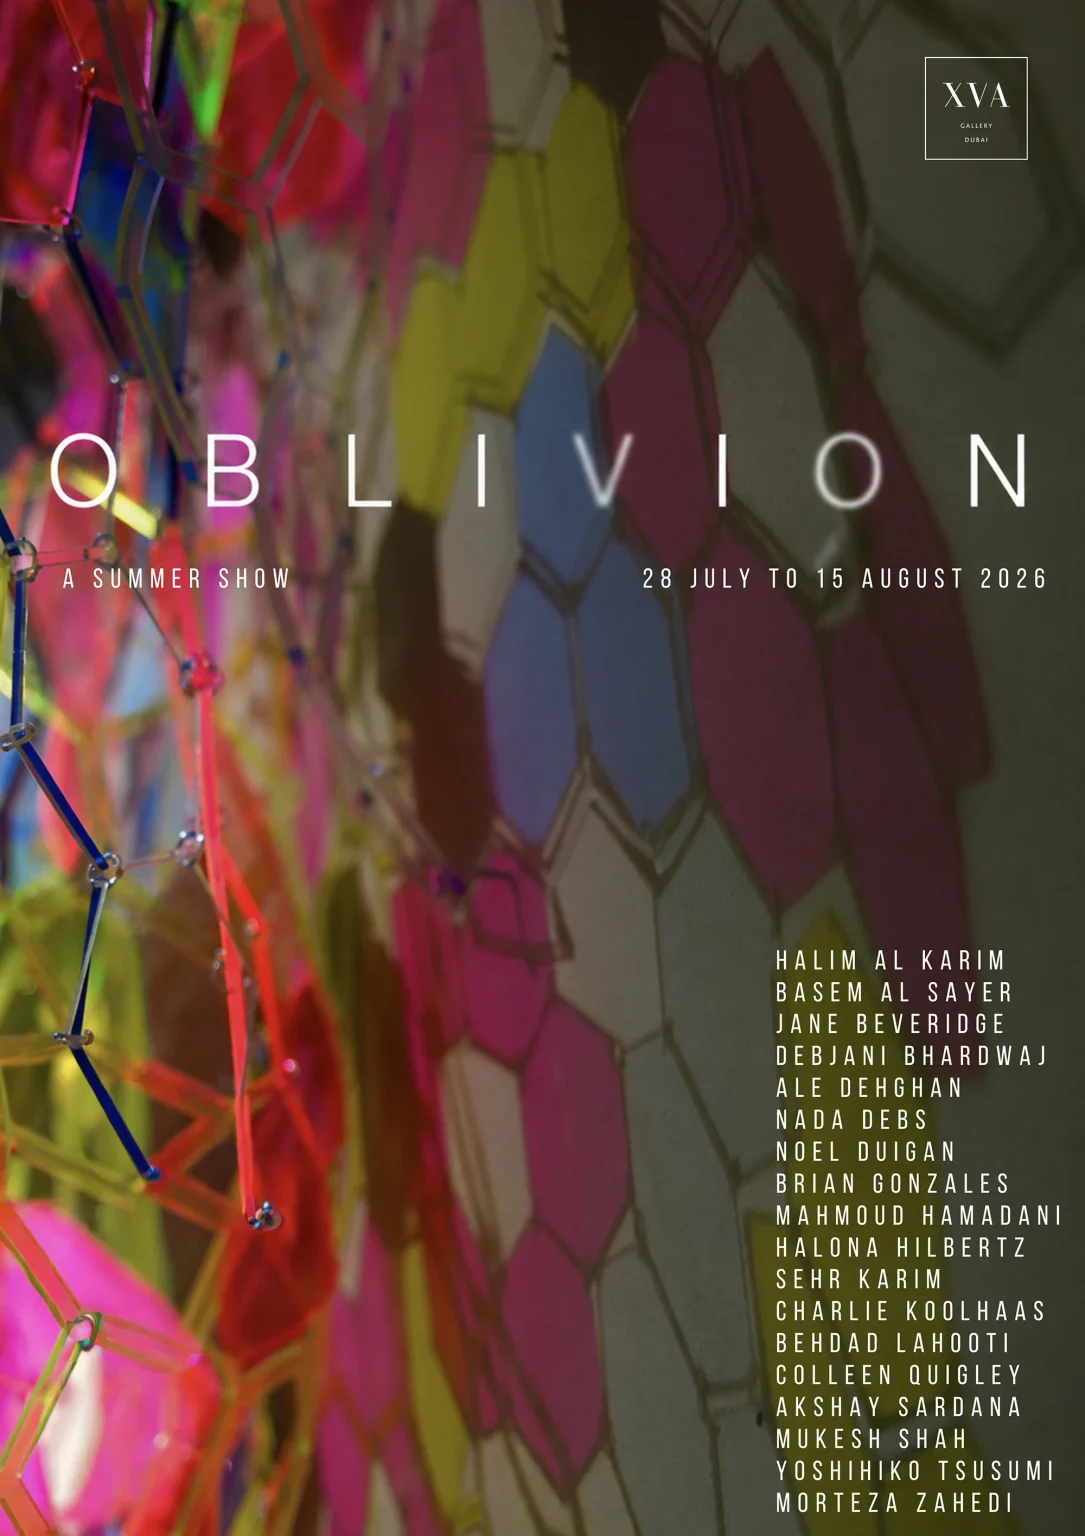 XVA
GALLERY
DUBAI
OBLIVION
A SUMMER SHOW
28 JULY TO 15 AUGUST 2026
HALIM AL KARIM
BASEM AL SAYER
JANE BEVERIDGE
DEBJANI BHARDWAJ
ALE DEHGHAN
NADA DEBS
NOEL DUIGAN
BRIAN GONZALES
MAHMOUD HAMADANI
HALONA HILBERTZ
SEHR KARIM
CHARLIE KOOLHAAS
BEHDAD LAHOOTI
COLLEEN QUIGLEY
AKSHAY SARDANA
MUKESH SHAH
YOSHIHIKO TSUSUMI
MORTEZA ZAHEDI